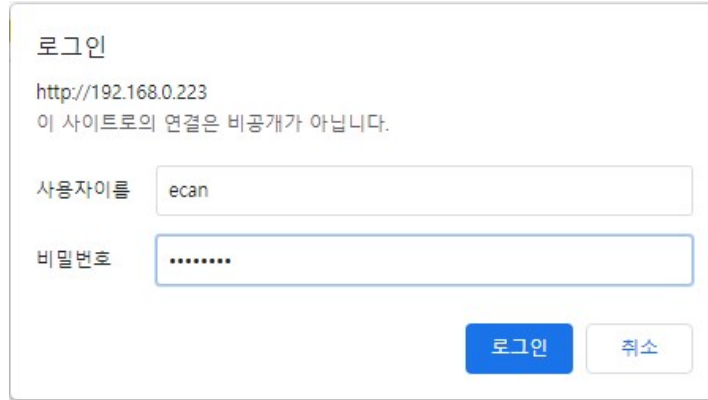 로그인
http://192.168.0.223
이 사이트로의 연결은 비공개가 아닙니다.
사용자이름 ecan
비밀번호 ••••••••
로그인 취소